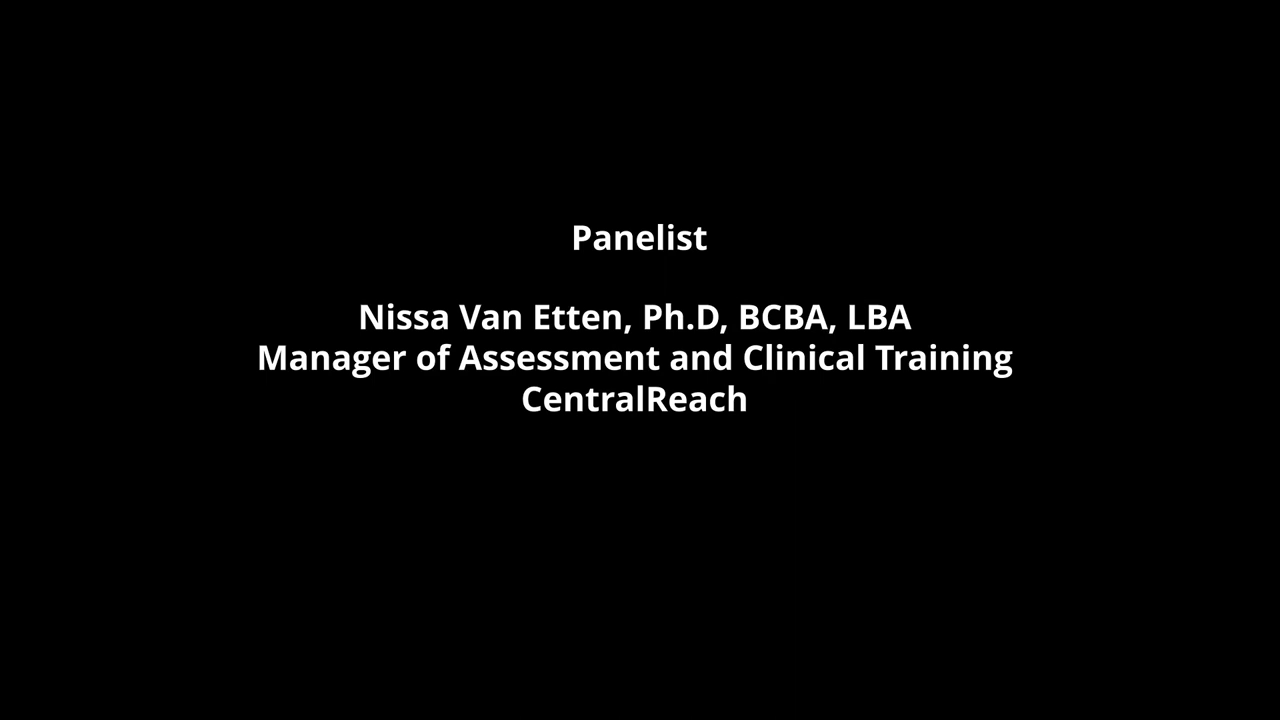 Panelist
Nissa Van Etten, Ph.D, BCBA, LBA
Manager of Assessment and Clinical Training
CentralReach